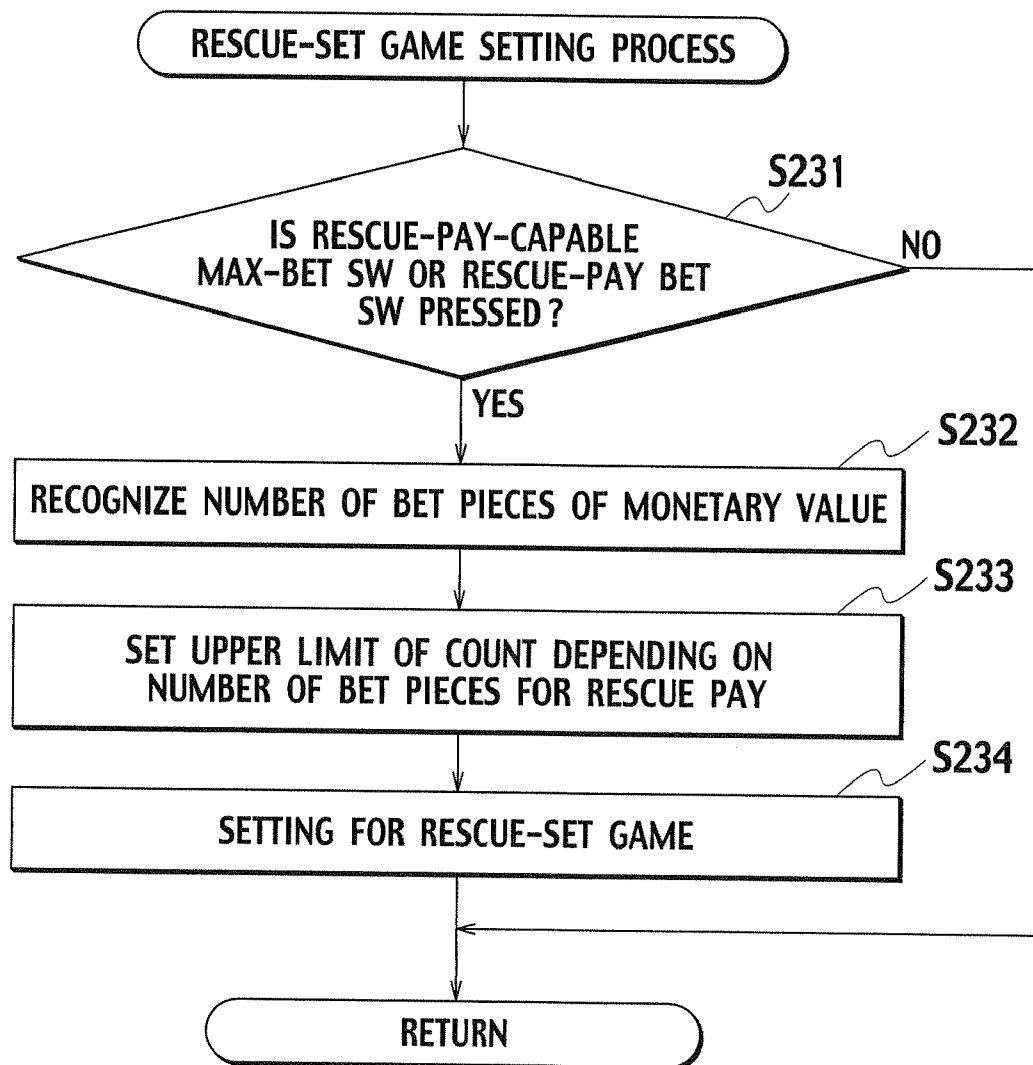 RESCUE-SET GAME SETTING PROCESS
S231
IS RESCUE-PAY-CAPABLE
MAX-BET SW OR RESCUE-PAY BET
SW PRESSED?
NO
YES
S232
RECOGNIZE NUMBER OF BET PIECES OF MONETARY VALUE
S233
SET UPPER LIMIT OF COUNT DEPENDING ON
NUMBER OF BET PIECES FOR RESCUE PAY
S234
SETTING FOR RESCUE-SET GAME
RETURN